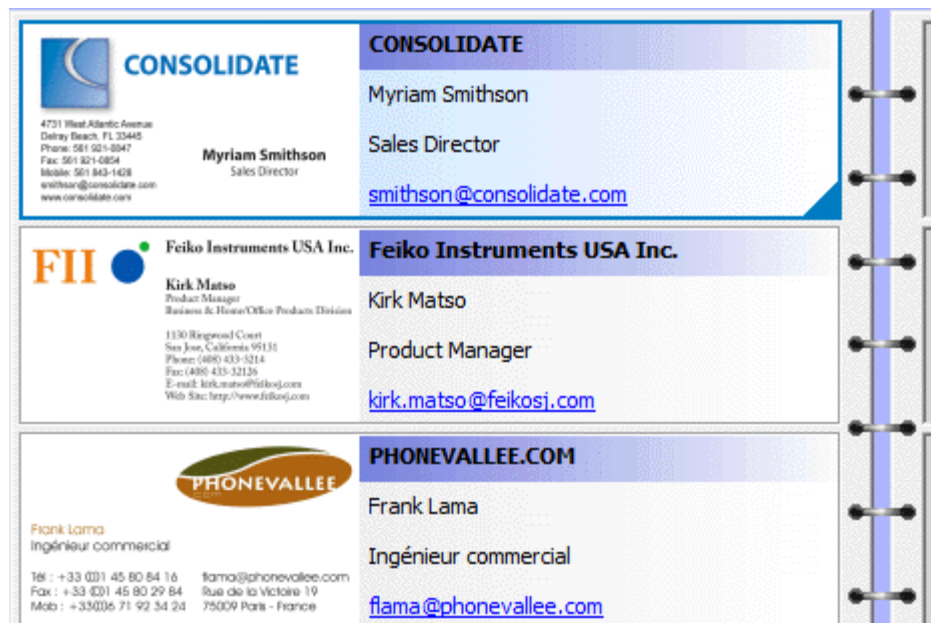 CONSOLIDATE
4731 West Atlantic Avenue
Delray Beach, FL 33445
Phone: 561 921-0847
Fax: 561 921-0854
Mobile: 561 843-1428
smithson@consolidate.com
www.consolidate.com
Myriam Smithson
Sales Director
CONSOLIDATE
Myriam Smithson
Sales Director
smithson@consolidate.com
FII
Feiko Instruments USA Inc.
Kirk Matso
Product Manager
Business & Home/Office Products Division
1130 Ringwood Court
San Jose, California 95131
Phone: (408) 433-3214
Fax: (408) 433-32126
E-mail: kirk.matso@feikosj.com
Web Site: http://www.feikosj.com
Feiko Instruments USA Inc.
Kirk Matso
Product Manager
kirk.matso@feikosj.com
PHONEVALLEE
.com
Frank Lama
Ingénieur commercial
Tél : +33 (0)1 45 80 84 16
Fax : +33 (0)1 45 80 29 84
Mob : +33(0)6 71 92 34 24
flama@phonevallee.com
Rue de la Victoire 19
75009 Paris - France
PHONEVALLEE.COM
Frank Lama
Ingénieur commercial
flama@phonevallee.com